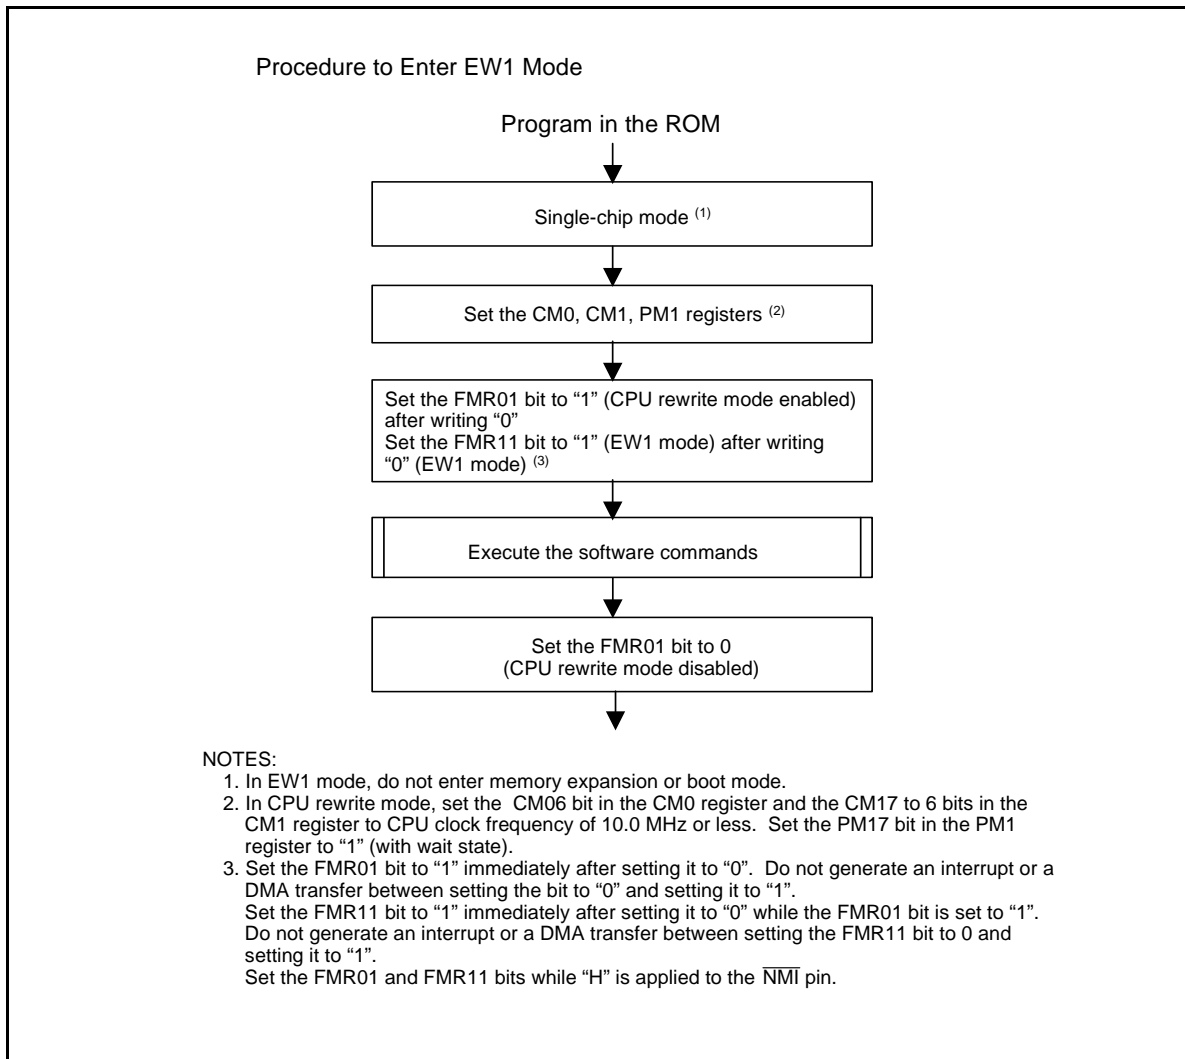 Procedure to Enter EW1 Mode
Program in the ROM
Single-chip mode (1)
Set the CM0, CM1, PM1 registers (2)
Set the FMR01 bit to “1” (CPU rewrite mode enabled)
after writing “0”
Set the FMR11 bit to “1” (EW1 mode) after writing
“0” (EW1 mode) (3)
Execute the software commands
Set the FMR01 bit to 0
(CPU rewrite mode disabled)
NOTES:
1. In EW1 mode, do not enter memory expansion or boot mode.
2. In CPU rewrite mode, set the CM06 bit in the CM0 register and the CM17 to 6 bits in the
CM1 register to CPU clock frequency of 10.0 MHz or less. Set the PM17 bit in the PM1
register to “1” (with wait state).
3. Set the FMR01 bit to “1” immediately after setting it to “0”. Do not generate an interrupt or a
DMA transfer between setting the bit to “0” and setting it to “1”.
Set the FMR11 bit to “1” immediately after setting it to “0” while the FMR01 bit is set to “1”.
Do not generate an interrupt or a DMA transfer between setting the FMR11 bit to 0 and
setting it to “1”.
Set the FMR01 and FMR11 bits while “H” is applied to the N̅M̅I̅ pin.